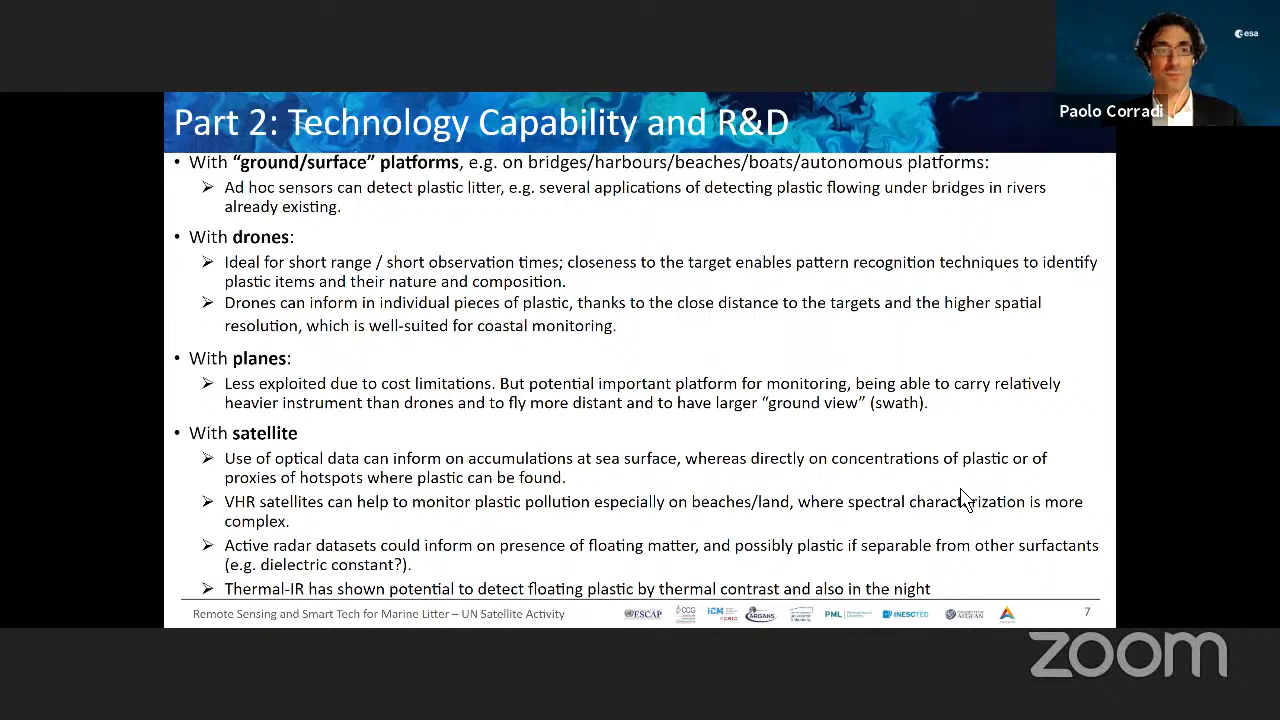 esa
Paolo Corradi
Part 2: Technology Capability and R&D
• With “ground/surface” platforms, e.g. on bridges/harbours/beaches/boats/autonomous platforms:
➢ Ad hoc sensors can detect plastic litter, e.g. several applications of detecting plastic flowing under bridges in rivers
already existing.
• With drones:
➢ Ideal for short range / short observation times; closeness to the target enables pattern recognition techniques to identify
plastic items and their nature and composition.
➢ Drones can inform in individual pieces of plastic, thanks to the close distance to the targets and the higher spatial
resolution, which is well-suited for coastal monitoring.
• With planes:
➢ Less exploited due to cost limitations. But potential important platform for monitoring, being able to carry relatively
heavier instrument than drones and to fly more distant and to have larger “ground view” (swath).
• With satellite
➢ Use of optical data can inform on accumulations at sea surface, whereas directly on concentrations of plastic or of
proxies of hotspots where plastic can be found.
➢ VHR satellites can help to monitor plastic pollution especially on beaches/land, where spectral characterization is more
complex.
➢ Active radar datasets could inform on presence of floating matter, and possibly plastic if separable from other surfactants
(e.g. dielectric constant?).
➢ Thermal-IR has shown potential to detect floating plastic by thermal contrast and also in the night
Remote Sensing and Smart Tech for Marine Litter – UN Satellite Activity
ESCAP CCG ICM CSIC ARGANS PML INESCTEC AEGEAN
7
zoom